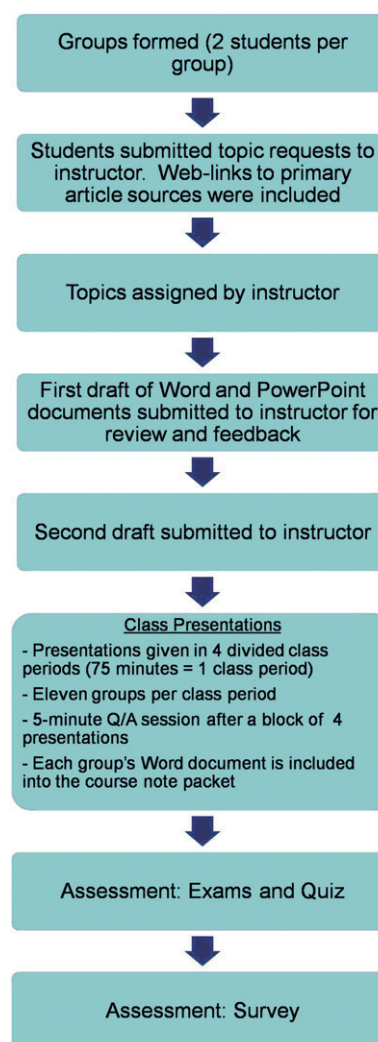 Groups formed (2 students per
group)
Students submitted topic requests to
instructor.  Web-links to primary
article sources were included
Topics assigned by instructor
First draft of Word and PowerPoint
documents submitted to instructor for
review and feedback
Second draft submitted to instructor
Class Presentations
- Presentations given in 4 divided class
periods (75 minutes = 1 class period)
- Eleven groups per class period
- 5-minute Q/A session after a block of 4
presentations
- Each group's Word document is included
into the course note packet
Assessment: Exams and Quiz
Assessment: Survey